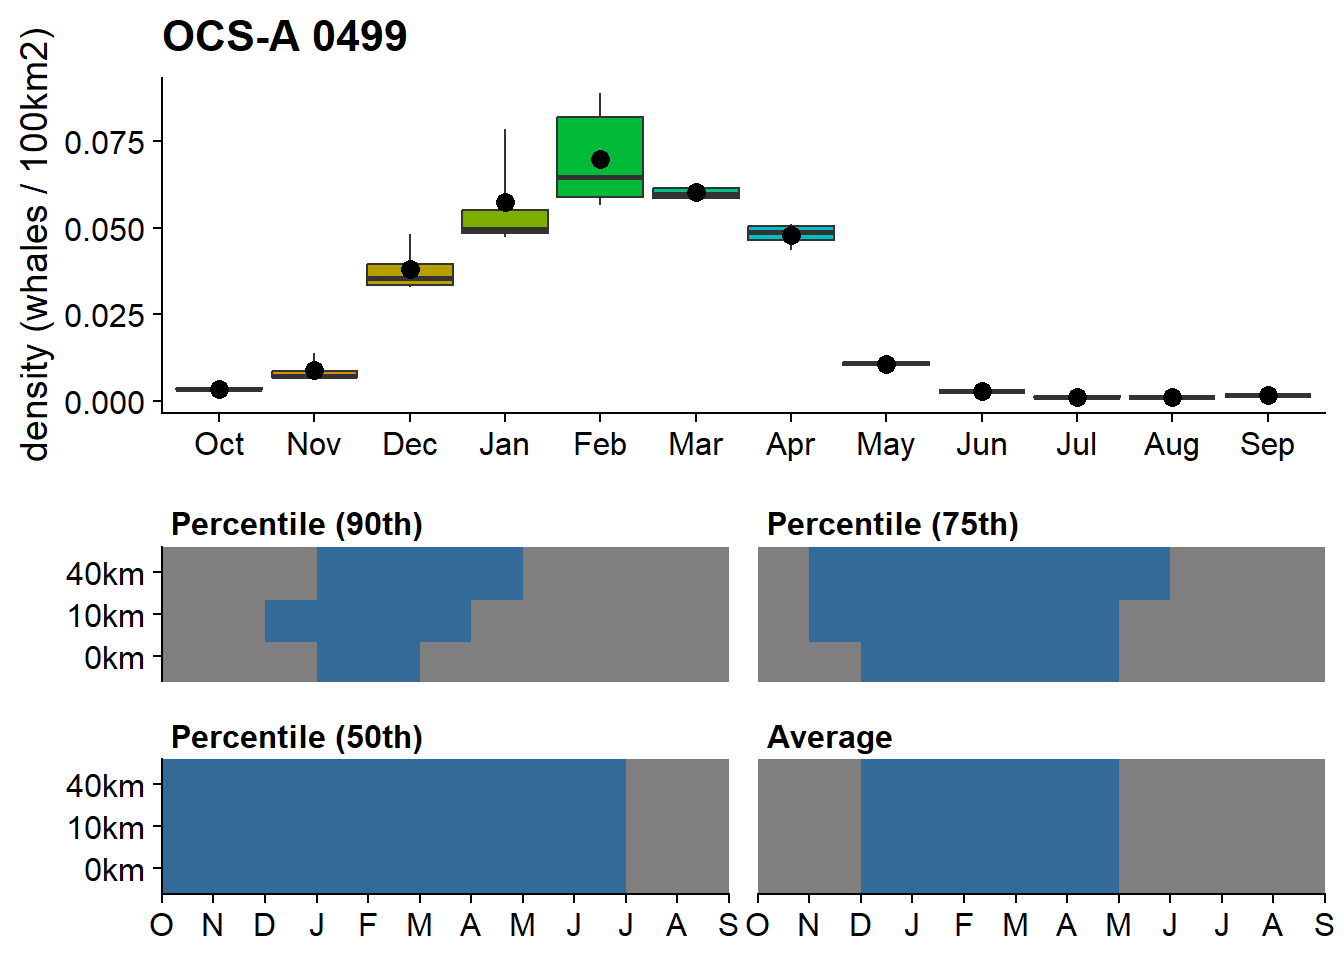 OCS-A 0499
density (whales / 100km2)
0.075
0.050
0.025
0.000
Oct Nov Dec Jan Feb Mar Apr May Jun Jul Aug Sep
Percentile (90th) Percentile (75th)
40km
10km
0km
Percentile (50th) Average
40km
10km
0km
O N D J F M A M J J A S O N D J F M A M J J A S